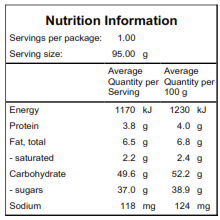 Nutrition Information
Servings per package: 1.00
Serving size: 95.00 g
Average Quantity per Serving Average Quantity per 100 g
Energy 1170 kJ 1230 kJ
Protein 3.8 g 4.0 g
Fat, total 6.5 g 6.8 g
- saturated 2.2 g 2.4 g
Carbohydrate 49.6 g 52.2 g
- sugars 37.0 g 38.9 g
Sodium 118 mg 124 mg